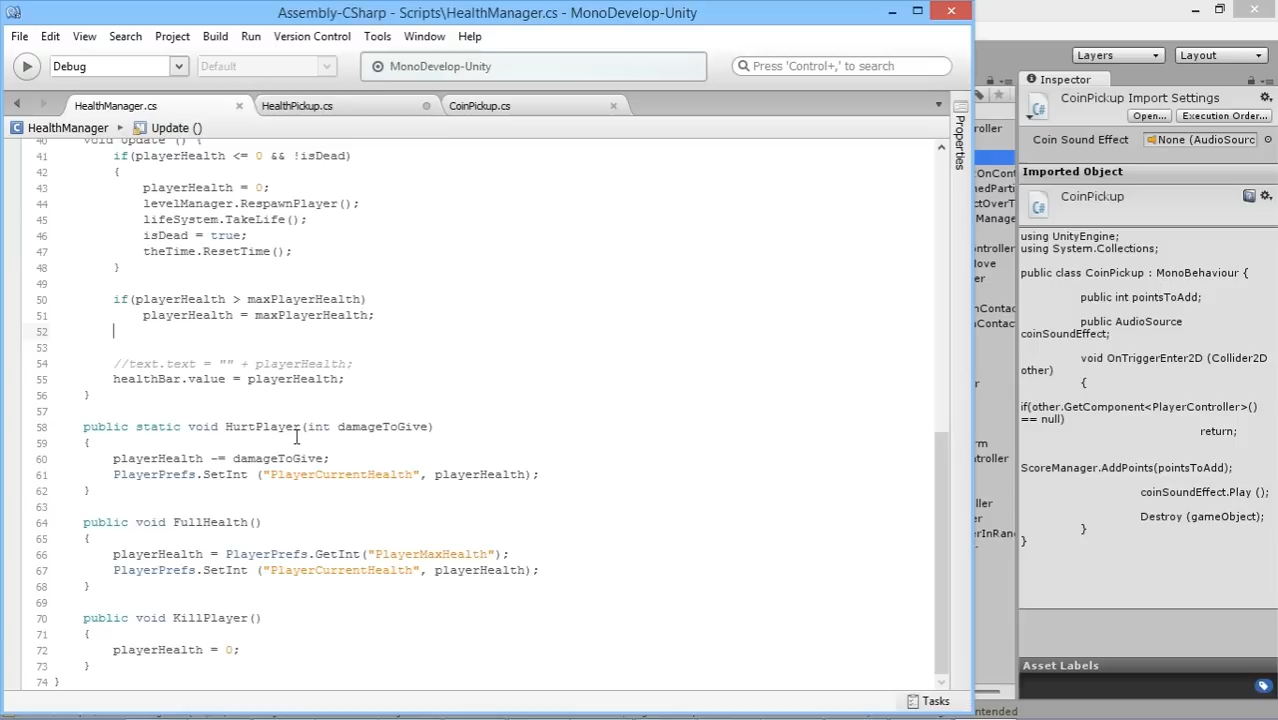 Assembly-CSharp - Scripts\HealthManager.cs - MonoDevelop-Unity
File Edit View Search Project Build Run Version Control Tools Window Help
Debug Default MonoDevelop-Unity Press 'Control+,' to search
HealthManager.cs HealthPickup.cs CoinPickup.cs
HealthManager Update ()
40 void Update () {
41 if(playerHealth <= 0 && !isDead)
42 {
43 playerHealth = 0;
44 levelManager.RespawnPlayer();
45 lifeSystem.TakeLife();
46 isDead = true;
47 theTime.ResetTime();
48 }
49
50 if(playerHealth > maxPlayerHealth)
51 playerHealth = maxPlayerHealth;
52
53
54 //text.text = "" + playerHealth;
55 healthBar.value = playerHealth;
56 }
57
58 public static void HurtPlayer(int damageToGive)
59 {
60 playerHealth -= damageToGive;
61 PlayerPrefs.SetInt ("PlayerCurrentHealth", playerHealth);
62 }
63
64 public void FullHealth()
65 {
66 playerHealth = PlayerPrefs.GetInt("PlayerMaxHealth");
67 PlayerPrefs.SetInt ("PlayerCurrentHealth", playerHealth);
68 }
69
70 public void KillPlayer()
71 {
72 playerHealth = 0;
73 }
74 }
Properties
Tasks
Layers Layout
Inspector
CoinPickup Import Settings
Open... Execution Order...
Coin Sound Effect None (AudioSourc
Imported Object
CoinPickup
using UnityEngine;
using System.Collections;
public class CoinPickup : MonoBehaviour {
public int pointsToAdd;
public AudioSource
coinSoundEffect;
void OnTriggerEnter2D (Collider2D
other)
{
if(other.GetComponent<PlayerController>()
== null)
return;
ScoreManager.AddPoints(pointsToAdd);
coinSoundEffect.Play ();
Destroy (gameObject);
}
}
Asset Labels
ntended